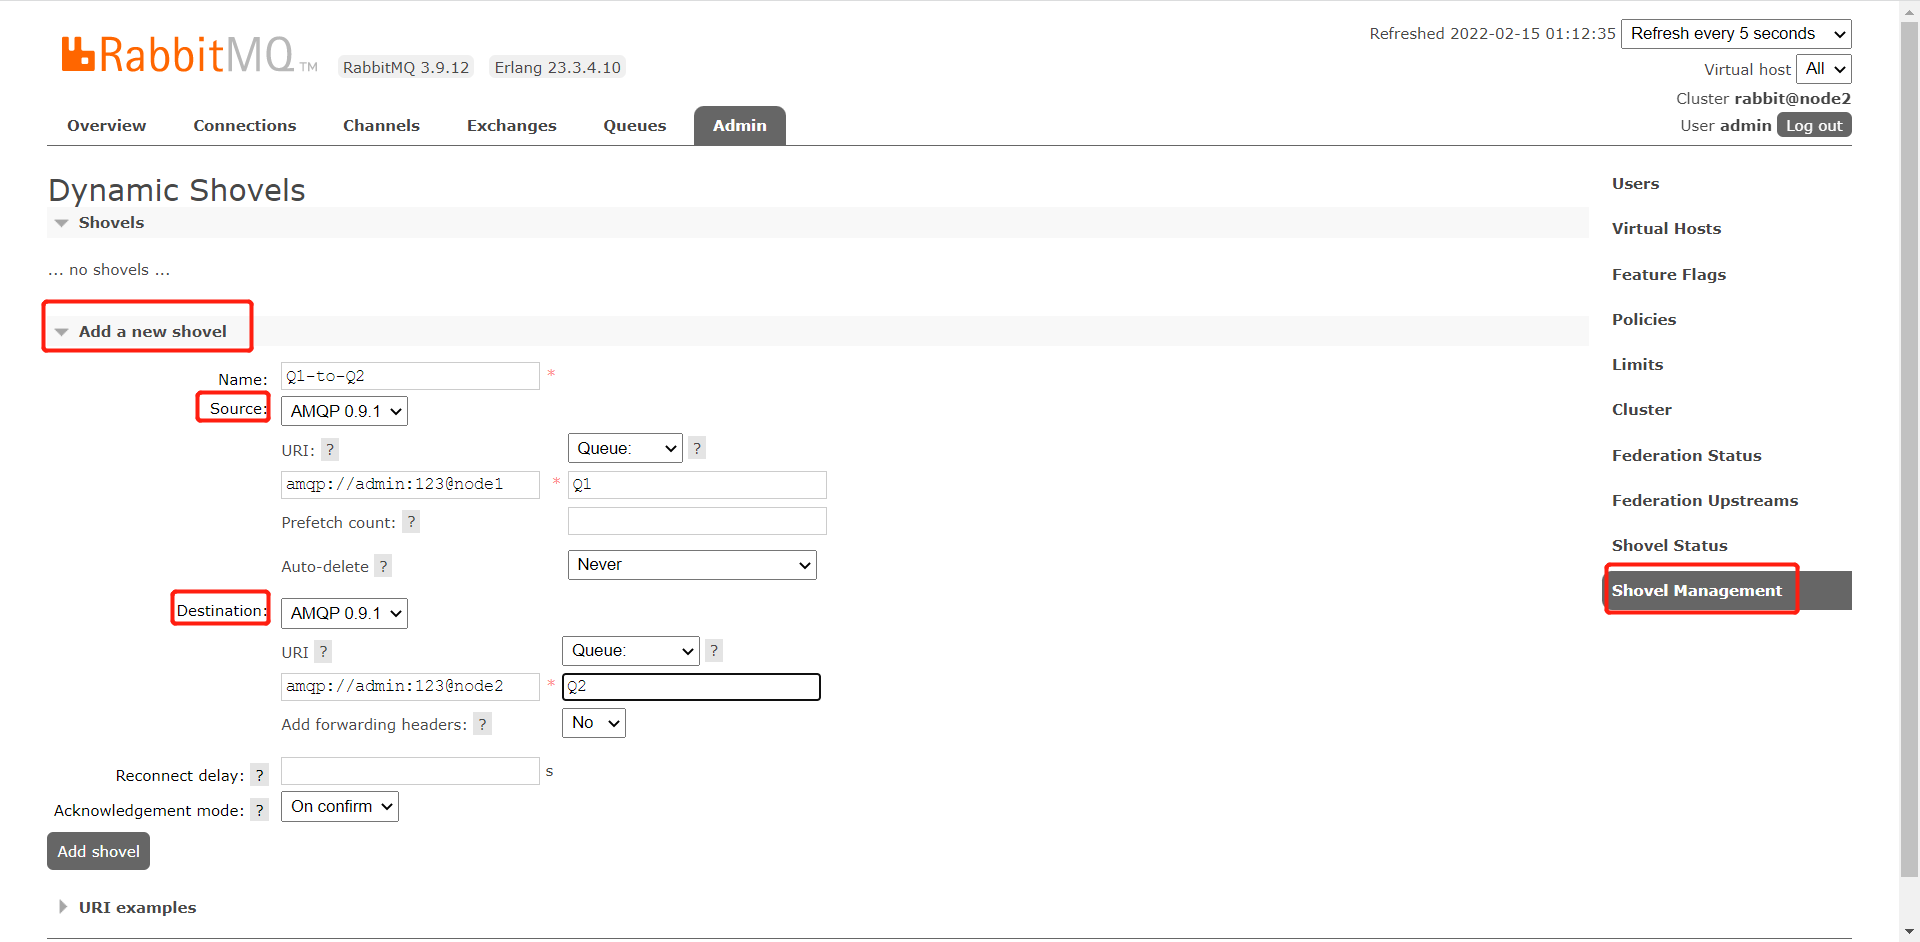 Refreshed 2022-02-15 01:12:35 Refresh every 5 seconds
RabbitMQ TM RabbitMQ 3.9.12 Erlang 23.3.4.10
Virtual host All
Cluster rabbit@node2
User admin Log out
Overview Connections Channels Exchanges Queues Admin
Dynamic Shovels
Shovels
... no shovels ...
Add a new shovel
Name: Q1-to-Q2 *
Source: AMQP 0.9.1
URI: ? Queue: ?
amqp://admin:123@node1 * Q1
Prefetch count: ?
Auto-delete ? Never
Destination: AMQP 0.9.1
URI ? Queue: ?
amqp://admin:123@node2 * Q2
Add forwarding headers: ? No
Reconnect delay: ? s
Acknowledgement mode: ? On confirm
Add shovel
URI examples
Users
Virtual Hosts
Feature Flags
Policies
Limits
Cluster
Federation Status
Federation Upstreams
Shovel Status
Shovel Management